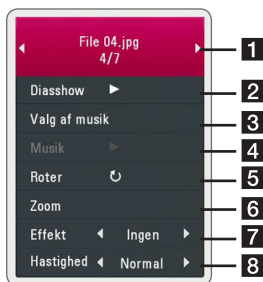 File 04.jpg
4/7
1
Diasshow
2
Valg af musik
3
Musik
4
Roter
5
Zoom
6
Effekt Ingen
7
Hastighed Normal
8